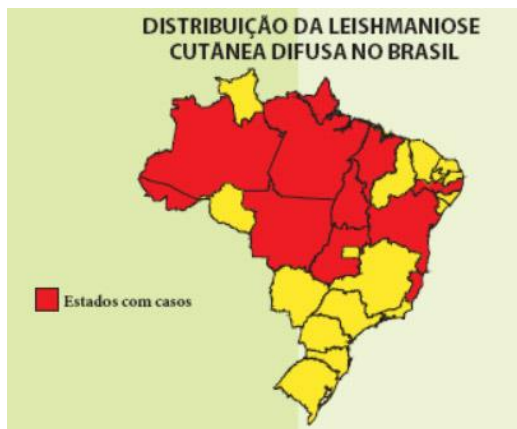 DISTRIBUIÇÃO DA LEISHMANIOSE
CUTÂNEA DIFUSA NO BRASIL
Estados com casos